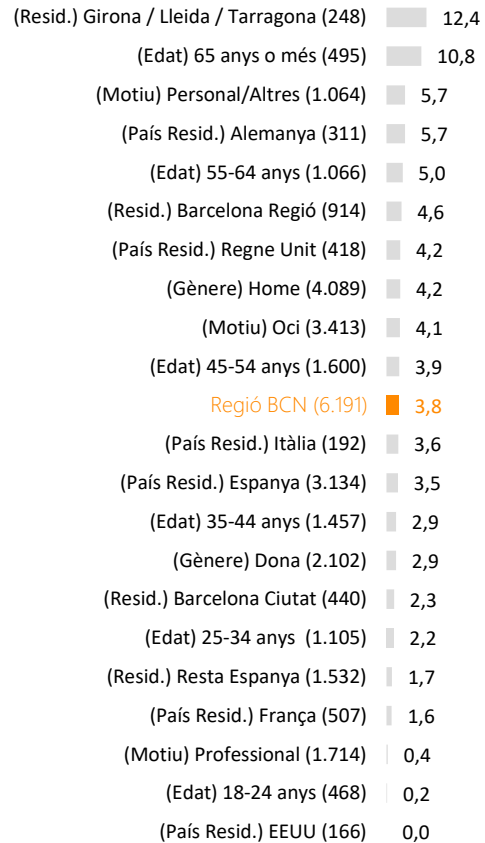 (Resid.) Girona / Lleida / Tarragona (248) 12,4
(Edat) 65 anys o més (495) 10,8
(Motiu) Personal/Altres (1.064) 5,7
(País Resid.) Alemanya (311) 5,7
(Edat) 55-64 anys (1.066) 5,0
(Resid.) Barcelona Regió (914) 4,6
(País Resid.) Regne Unit (418) 4,2
(Gènere) Home (4.089) 4,2
(Motiu) Oci (3.413) 4,1
(Edat) 45-54 anys (1.600) 3,9
Regió BCN (6.191) 3,8
(País Resid.) Itàlia (192) 3,6
(País Resid.) Espanya (3.134) 3,5
(Edat) 35-44 anys (1.457) 2,9
(Gènere) Dona (2.102) 2,9
(Resid.) Barcelona Ciutat (440) 2,3
(Edat) 25-34 anys (1.105) 2,2
(Resid.) Resta Espanya (1.532) 1,7
(País Resid.) França (507) 1,6
(Motiu) Professional (1.714) 0,4
(Edat) 18-24 anys (468) 0,2
(País Resid.) EEUU (166) 0,0